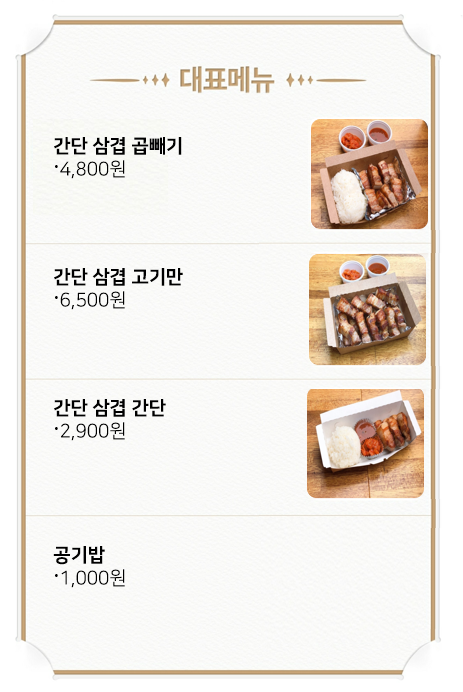 대표메뉴
간단 삼겹 곱빼기
·4,800원
간단 삼겹 고기만
·6,500원
간단 삼겹 간단
·2,900원
공기밥
·1,000원